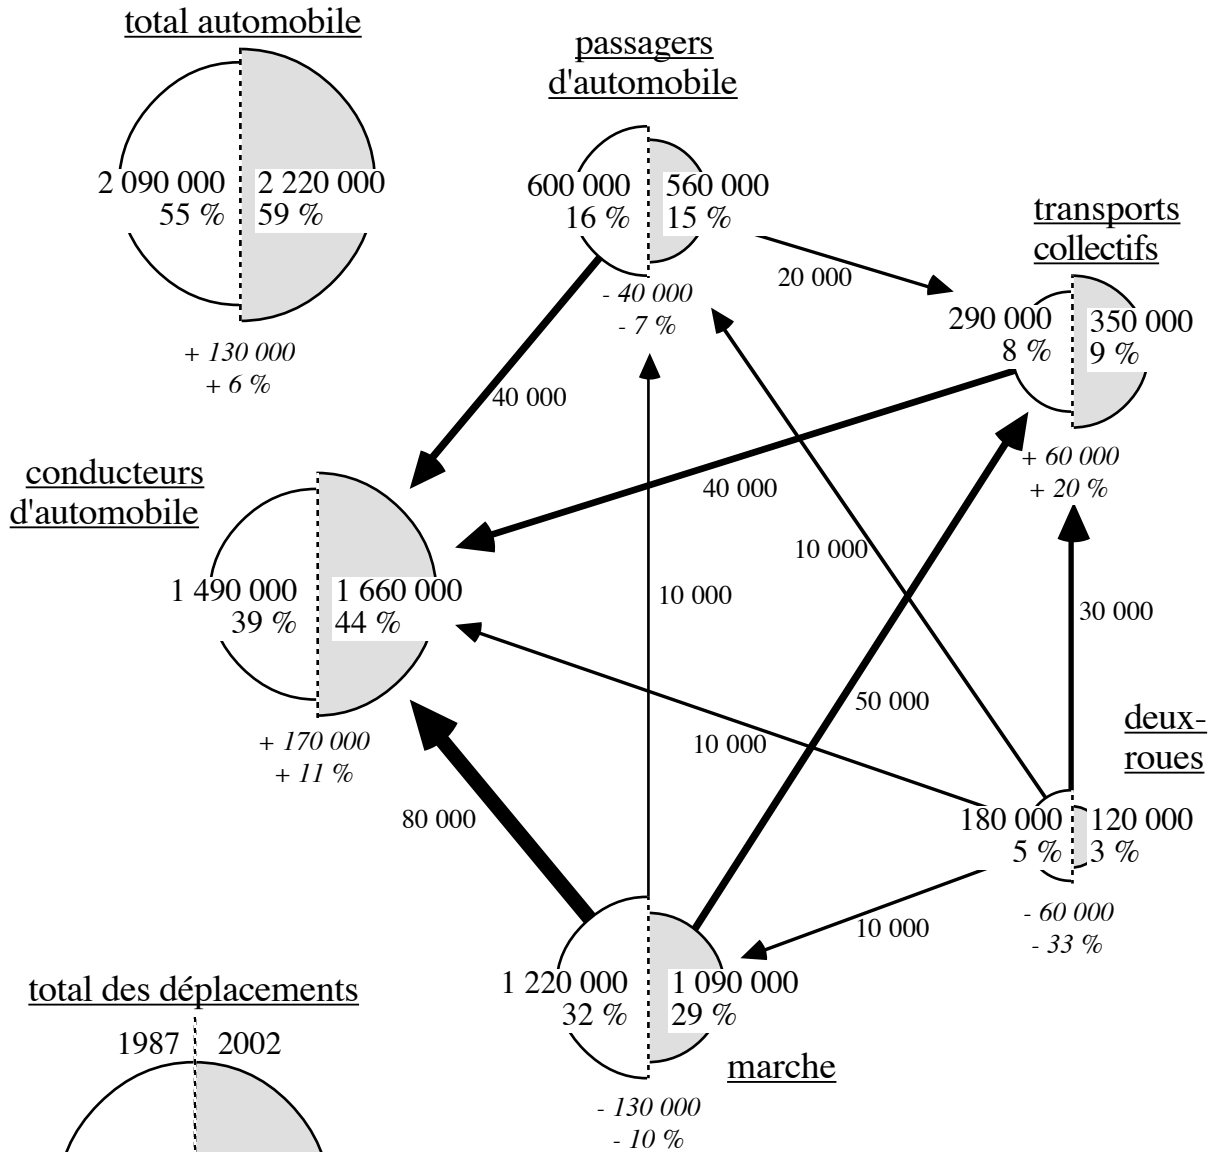 total automobile
2 090 000
55 %
2 220 000
59 %
+ 130 000
+ 6 %
passagers
d'automobile
600 000
16 %
560 000
15 %
- 40 000
- 7 %
20 000
transports
collectifs
290 000
8 %
350 000
9 %
+ 60 000
+ 20 %
40 000
40 000
conducteurs
d'automobile
1 490 000
39 %
1 660 000
44 %
+ 170 000
+ 11 %
10 000
10 000
30 000
50 000
10 000
80 000
deux-
roues
180 000
5 %
120 000
3 %
- 60 000
- 33 %
10 000
1 220 000
32 %
1 090 000
29 %
marche
- 130 000
- 10 %
total des déplacements
1987
2002